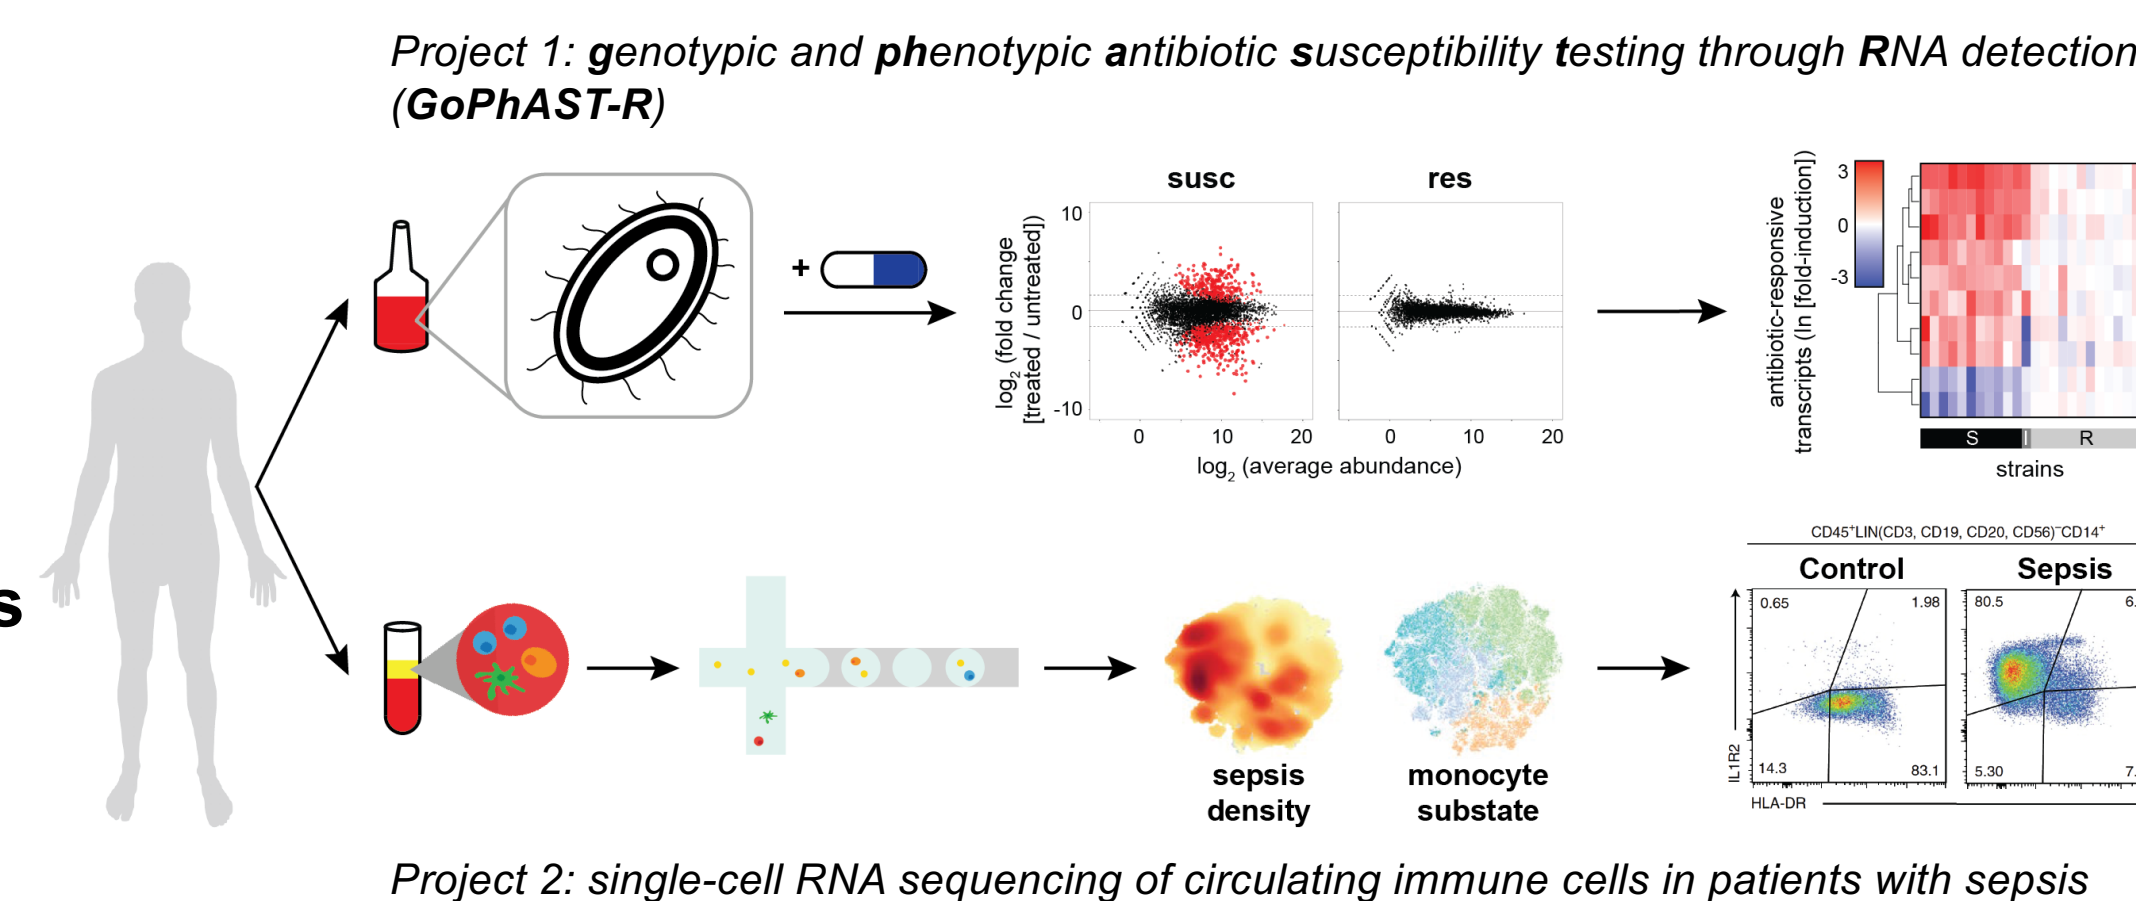 Project 1: genotypic and phenotypic antibiotic susceptibility testing through RNA detection
(GoPhAST-R)
susc
res
log2 (fold change
[treated / untreated])
10
0
-10
0
10
20
0
10
20
log2 (average abundance)
+
antibiotic-responsive
transcripts (ln [fold-induction])
3
0
-3
S
I
R
strains
s
sepsis
density
monocyte
substate
CD45+LIN(CD3, CD19, CD20, CD56)−CD14+
Control
Sepsis
0.65
1.98
14.3
83.1
80.5
6.
5.30
7.
IL1R2
HLA-DR
Project 2: single-cell RNA sequencing of circulating immune cells in patients with sepsis